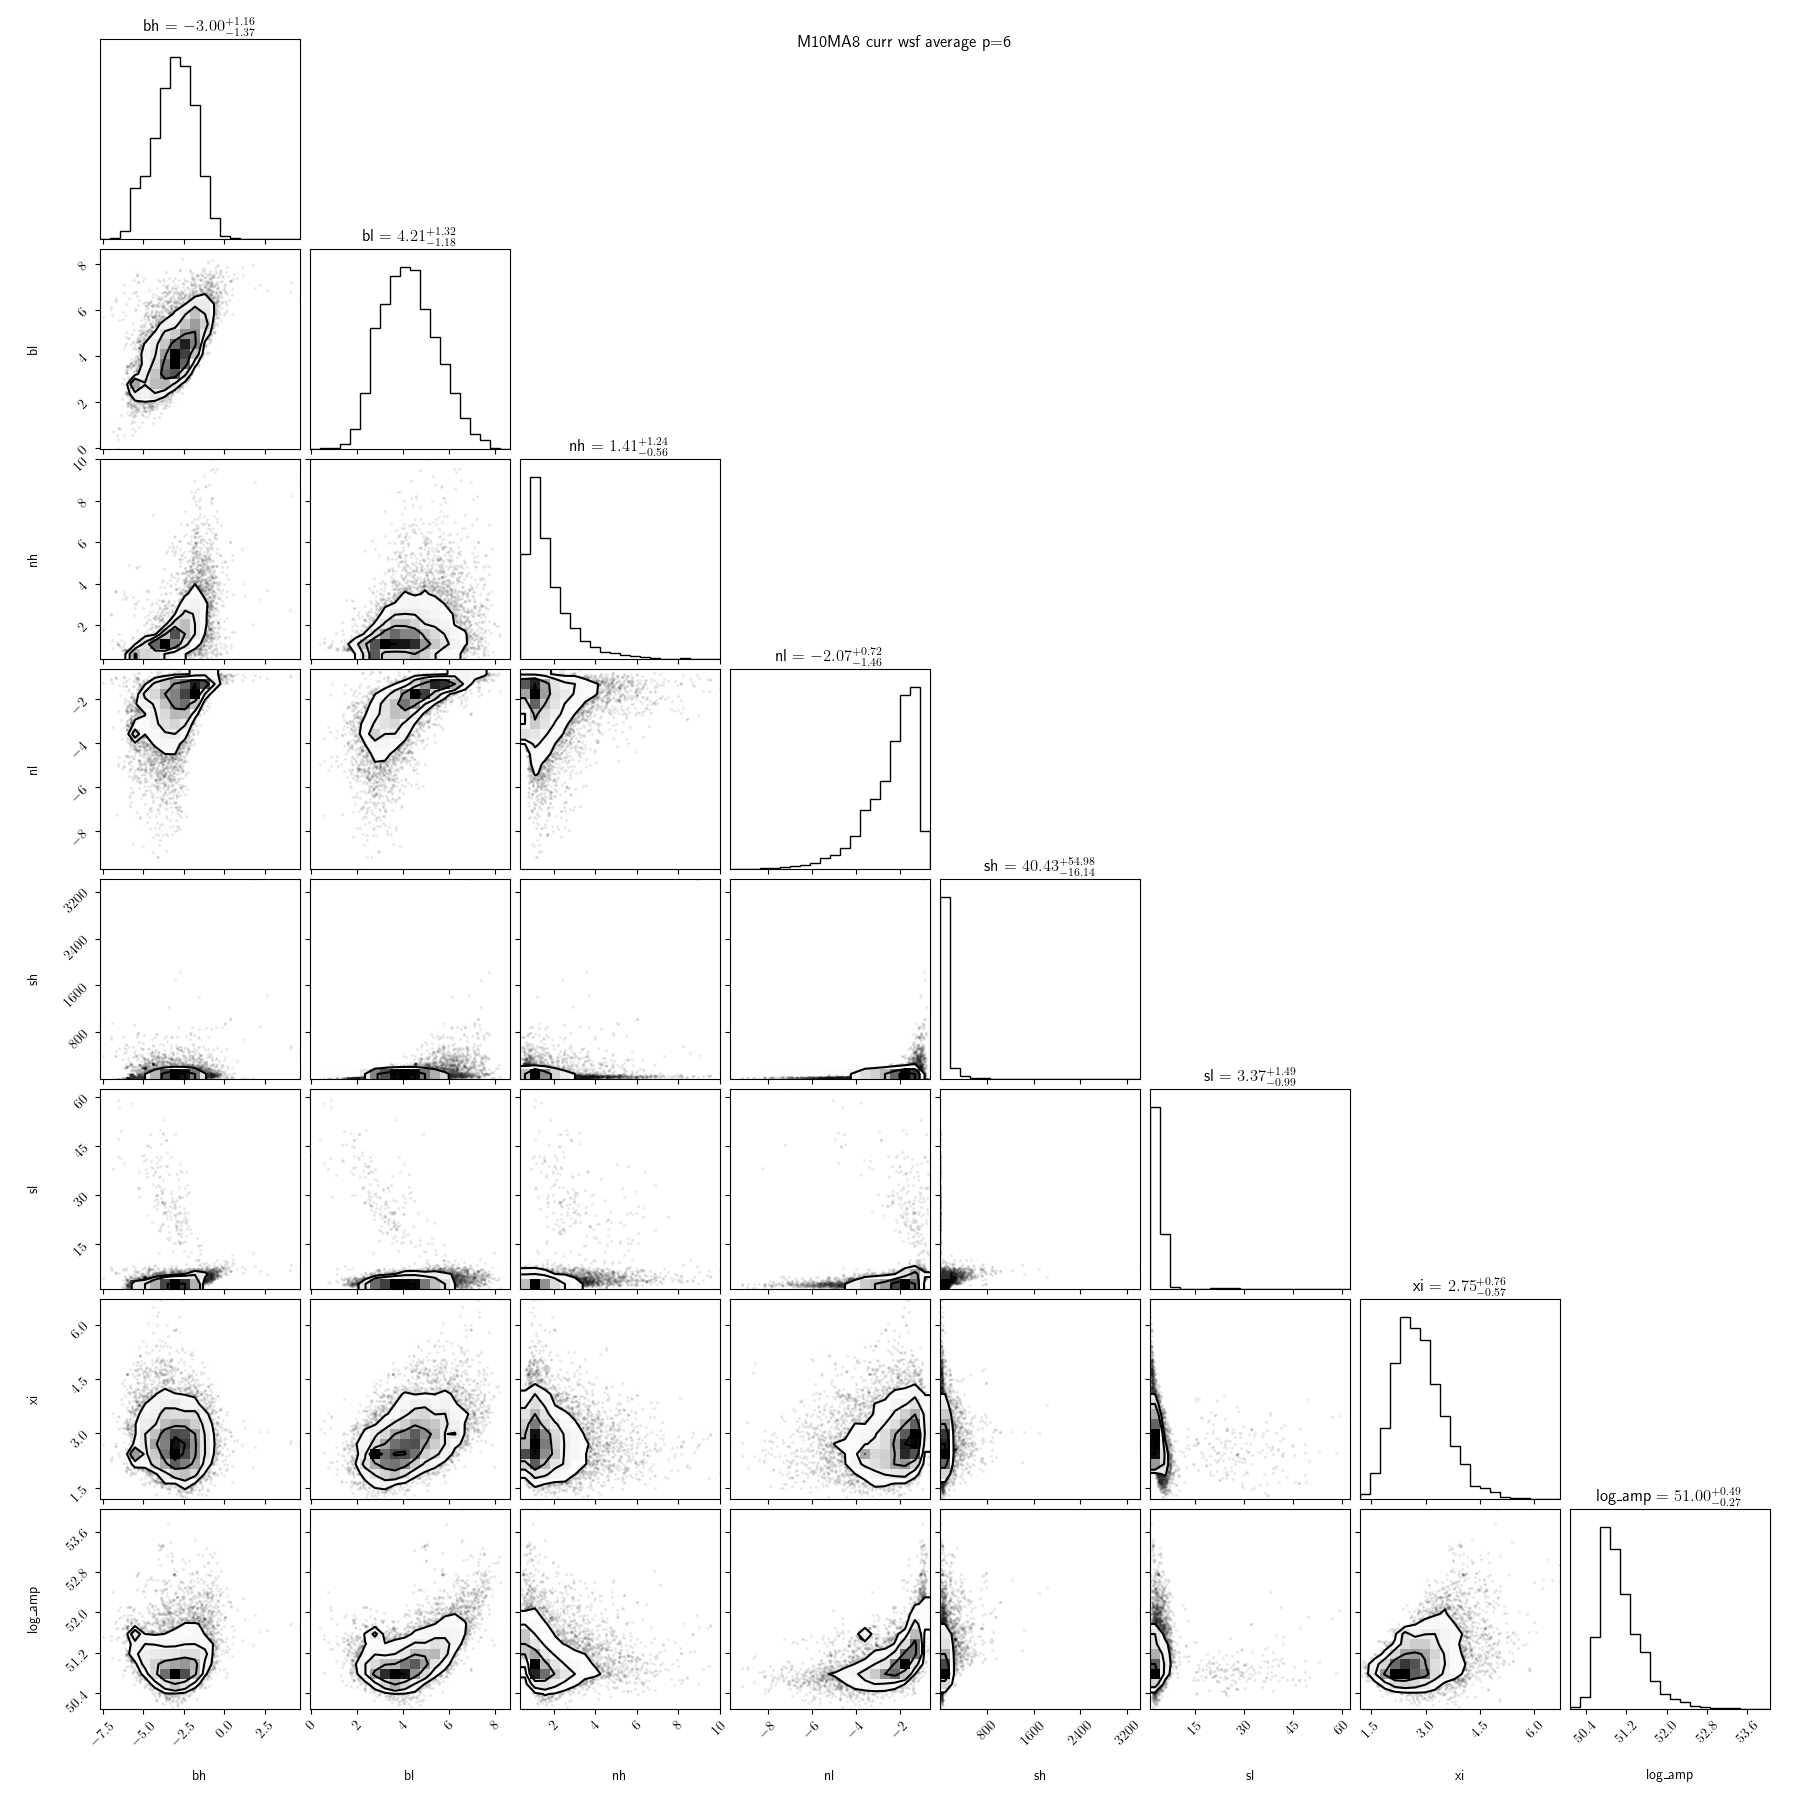 M10MA8 curr wsf average p=6
bh = −3.00+1.16−1.37
bl = 4.21+1.32−1.18
nh = 1.41+1.24−0.56
nl = −2.07+0.72−1.46
sh = 40.43+54.98−16.14
sl = 3.37+1.49−0.99
xi = 2.75+0.76−0.57
log_amp = 51.00+0.49−0.27
bl
8
6
4
2
0
nh
10
8
6
4
2
nl
−2
−4
−6
−8
sh
3200
2400
1600
800
sl
60
45
30
15
xi
6.0
4.5
3.0
1.5
log_amp
53.6
52.8
52.0
51.2
50.4
−7.5 −5.0 −2.5 0.0 2.5
0 2 4 6 8
2 4 6 8 10
−8 −6 −4 −2
800 1600 2400 3200
15 30 45 60
1.5 3.0 4.5 6.0
50.4 51.2 52.0 52.8 53.6
bh bl nh nl sh sl xi log_amp